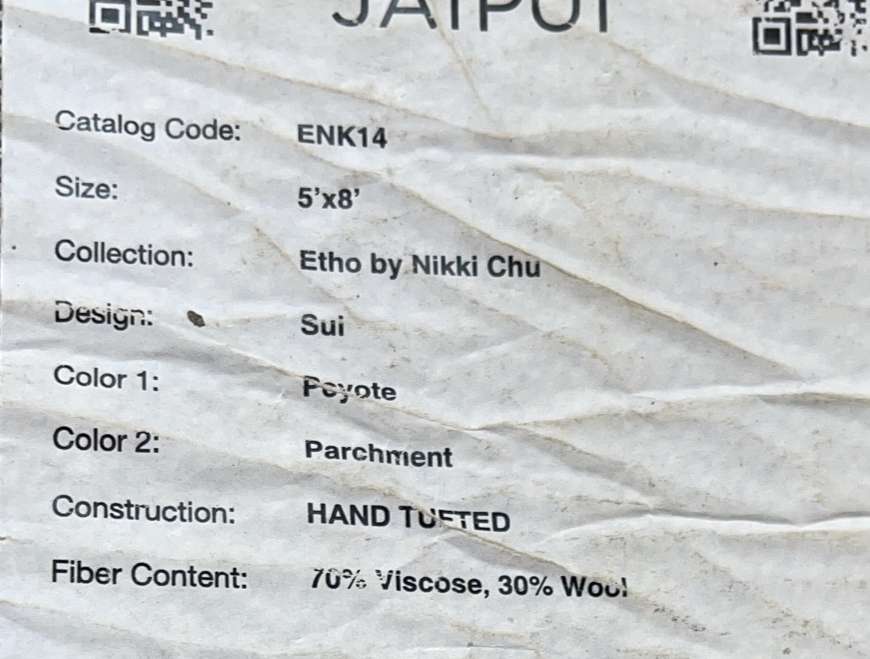 JAIPUR
Catalog Code: ENK14
Size: 5'x8'
Collection: Etho by Nikki Chu
Design: Sui
Color 1: Peyote
Color 2: Parchment
Construction: HAND TUFTED
Fiber Content: 70% Viscose, 30% Wool